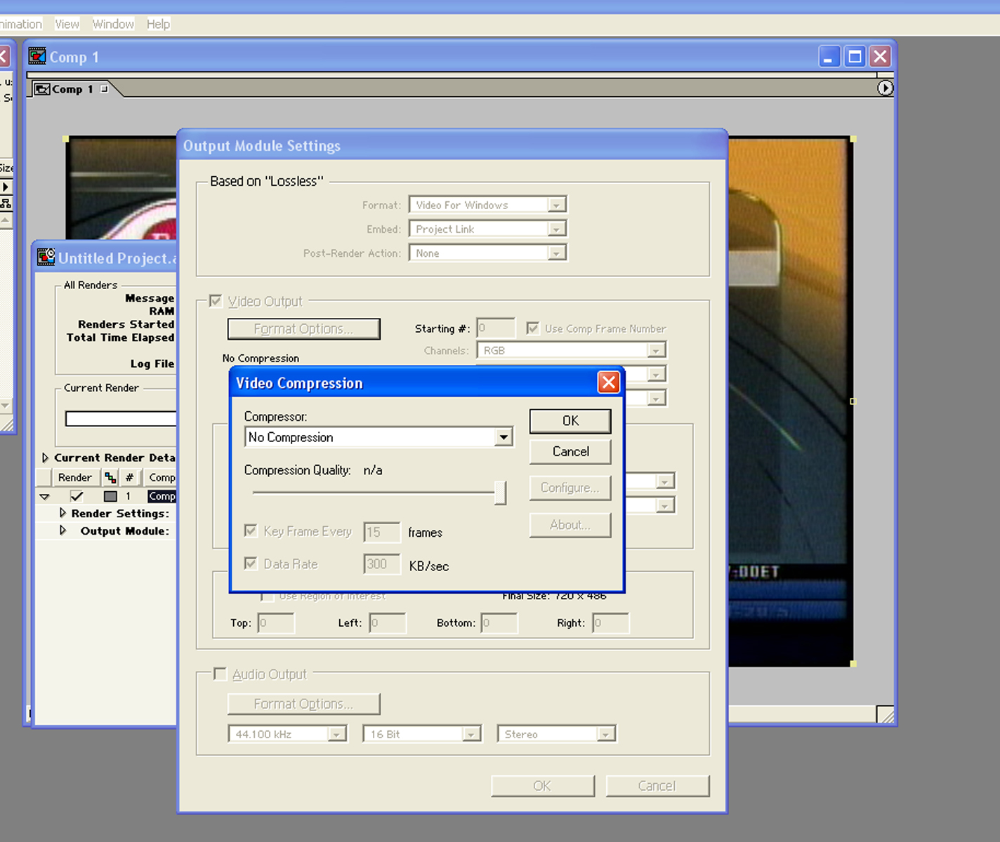 View Window Help
Comp 1
Comp 1
Output Module Settings
Based on "Lossless"
Format: Video For Windows
Embed: Project Link
Post-Render Action: None
Untitled Project.
All Renders
Message
RAM
Renders Started
Total Time Elapsed
Log File
Current Render
Current Render Deta
Render # Comp
1 Comp
Render Settings:
Output Module:
Video Output
Format Options...
Starting #: 0 Use Comp Frame Number
Channels: RGB
No Compression
Video Compression
Compressor:
No Compression
Compression Quality: n/a
Key Frame Every 15 frames
Data Rate 300 KB/sec
OK
Cancel
Configure...
About...
Use Region of Interest Final Size: 720 x 486
Top: 0 Left: 0 Bottom: 0 Right: 0
Audio Output
Format Options...
44.100 kHz 16 Bit Stereo
OK Cancel